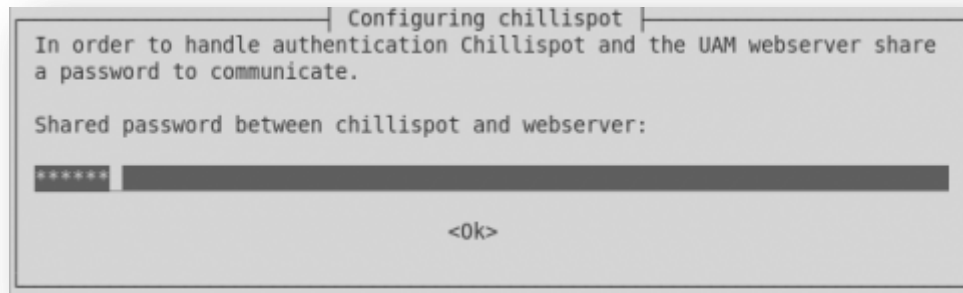 Configuring chillispot
In order to handle authentication Chillispot and the UAM webserver share
a password to communicate.
Shared password between chillispot and webserver:
******
<Ok>